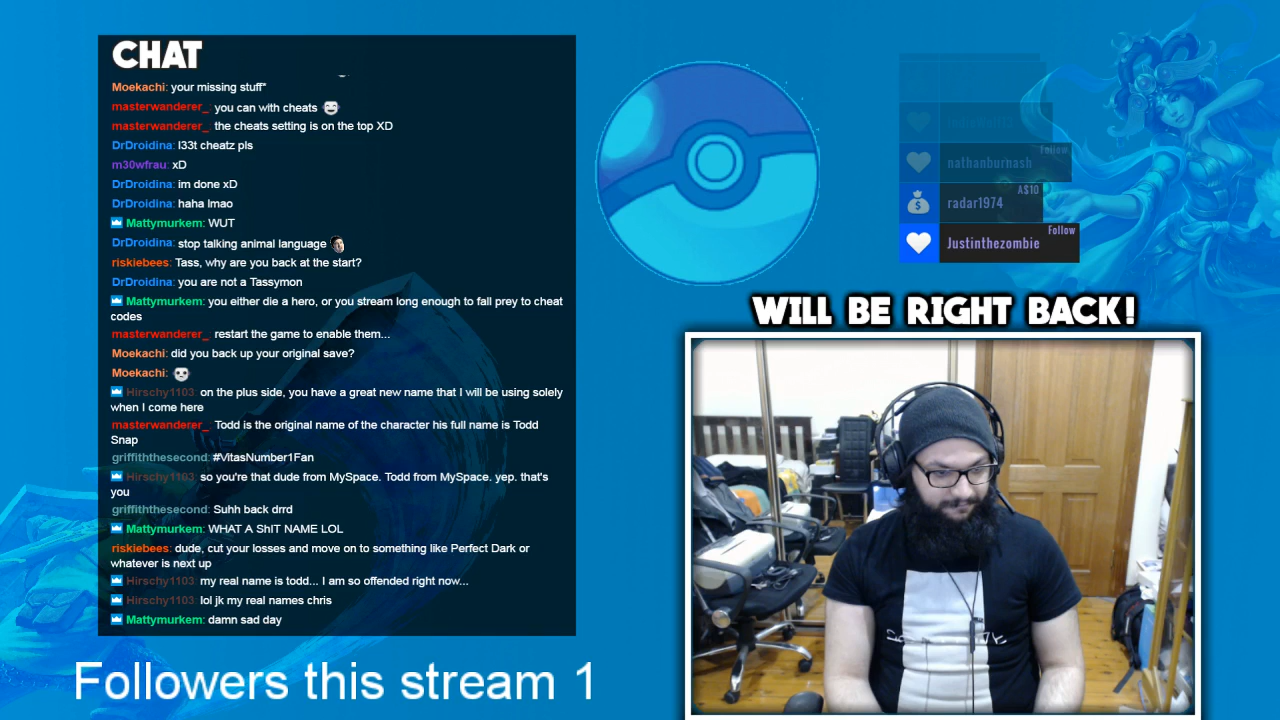 CHAT
Moekachi: your missing stuff"
masterwanderer_: you can with cheats
masterwanderer_: the cheats setting is on the top XD
DrDroidina: l33t cheatz pls
m30wfrau: xD
DrDroidina: im done xD
DrDroidina: haha lmao
Mattymurkem: WUT
DrDroidina: stop talking animal language
riskiebees: Tass, why are you back at the start?
DrDroidina: you are not a Tassymon
Mattymurkem: you either die a hero, or you stream long enough to fall prey to cheat
codes
masterwanderer_: restart the game to enable them...
Moekachi: did you back up your original save?
Moekachi:
Hirschy1103: on the plus side, you have a great new name that I will be using solely
when I come here
masterwanderer_: Todd is the original name of the character his full name is Todd
Snap
griffiththesecond: #VitasNumber1Fan
Hirschy1103: so you're that dude from MySpace. Todd from MySpace. yep. that's
you
griffiththesecond: Suhh back drrd
Mattymurkem: WHAT A ShIT NAME LOL
riskiebees: dude, cut your losses and move on to something like Perfect Dark or
whatever is next up
Hirschy1103: my real name is todd... I am so offended right now...
Hirschy1103: lol jk my real names chris
Mattymurkem: damn sad day
Followers this stream 1
Follow
nathanburnash
A$10
radar1974
Follow
Justinthezombie
WILL BE RIGHT BACK!